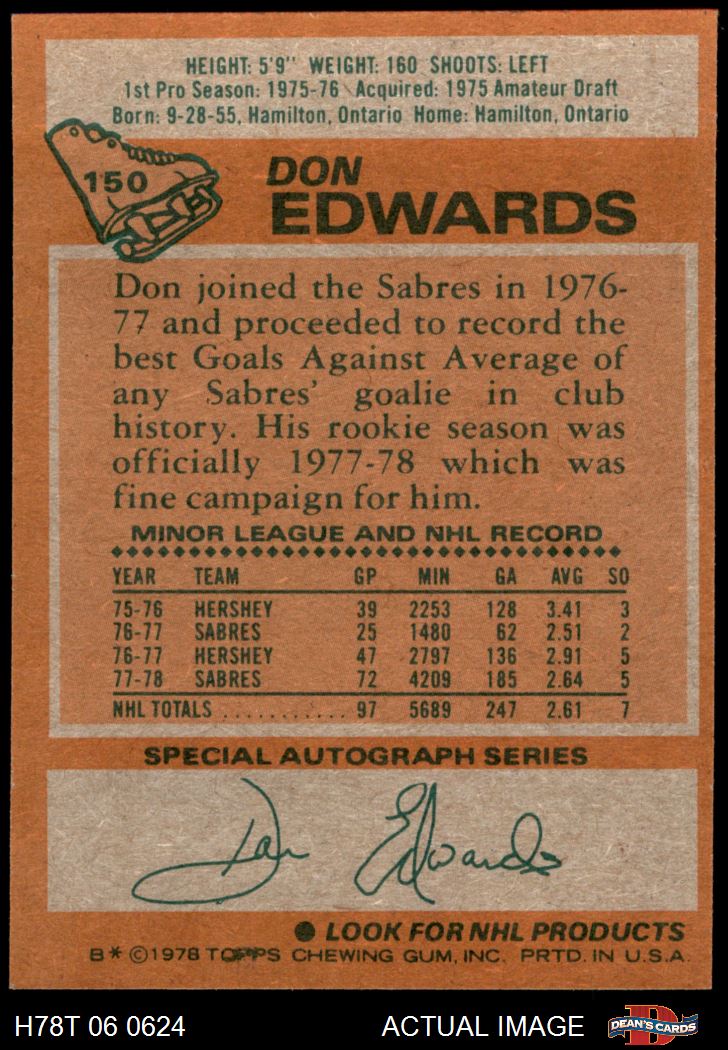 HEIGHT: 5'9" WEIGHT: 160 SHOOTS: LEFT
1st Pro Season: 1975-76 Acquired: 1975 Amateur Draft
Born: 9-28-55, Hamilton, Ontario Home: Hamilton, Ontario
150
DON
EDWARDS
Don joined the Sabres in 1976-
77 and proceeded to record the
best Goals Against Average of
any Sabres' goalie in club
history. His rookie season was
officially 1977-78 which was
fine campaign for him.
MINOR LEAGUE AND NHL RECORD
YEAR TEAM GP MIN GA AVG SO
75-76 HERSHEY 39 2253 128 3.41 3
76-77 SABRES 25 1480 62 2.51 2
76-77 HERSHEY 47 2797 136 2.91 5
77-78 SABRES 72 4209 185 2.64 5
NHL TOTALS ........... 97 5689 247 2.61 7
SPECIAL AUTOGRAPH SERIES
Don Edwards
● LOOK FOR NHL PRODUCTS
B* ©1978 TOPPS CHEWING GUM, INC. PRTD. IN U.S.A.
H78T 06 0624 ACTUAL IMAGE D DEAN'S CARDS